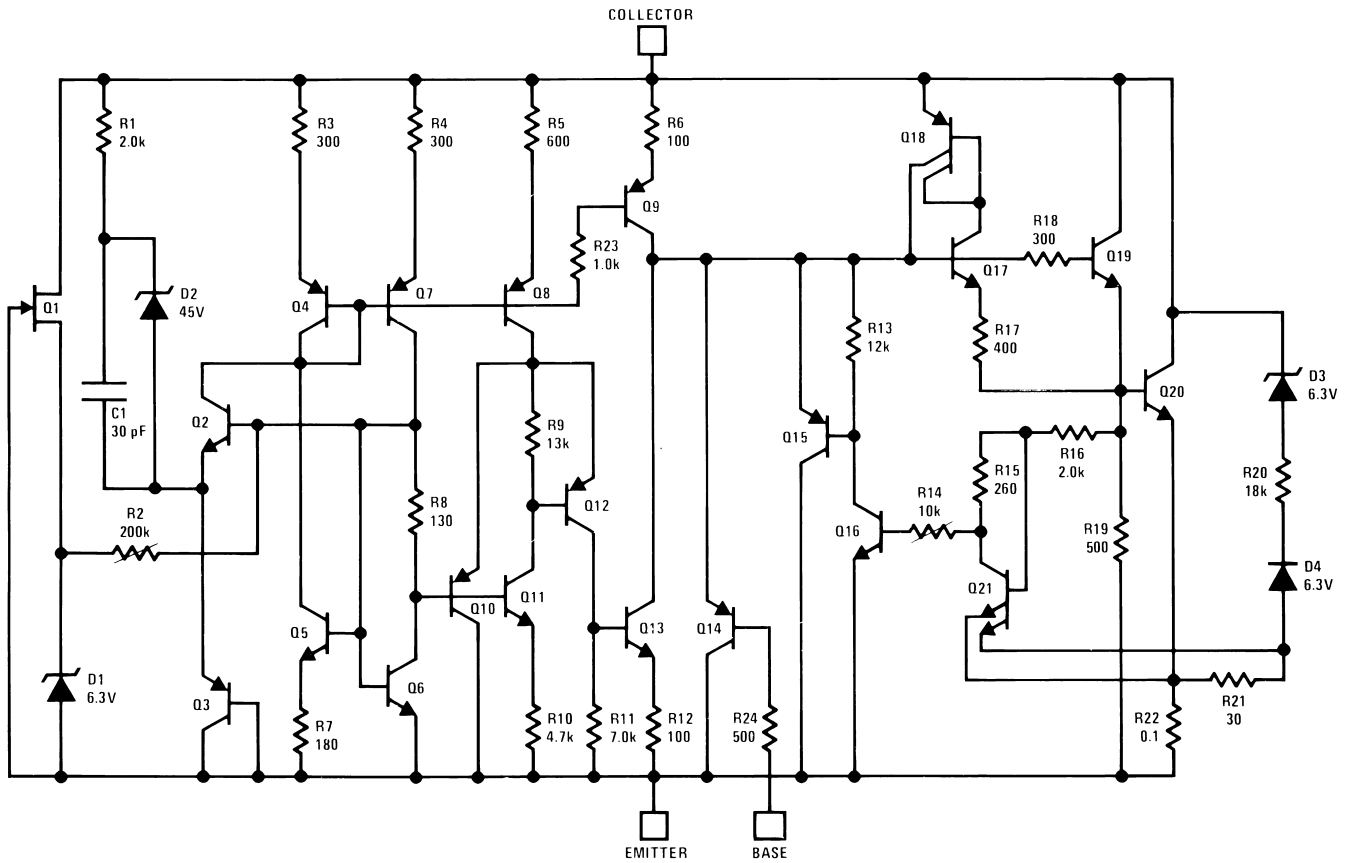 COLLECTOR
R1
2.0k
R3
300
R4
300
R5
600
R6
100
Q18
Q9
R23
1.0k
R18
300
Q17
Q19
Q1
D2
45V
Q4
Q7
Q8
R13
12k
R17
400
C1
30 pF
Q2
R9
13k
Q15
Q20
D3
6.3V
R2
200k
R8
130
Q12
R14
10k
Q16
R15
260
R16
2.0k
R19
500
R20
18k
D4
6.3V
Q5
Q10
Q11
Q13
Q14
Q21
D1
6.3V
Q3
Q6
R7
180
R10
4.7k
R11
7.0k
R12
100
R24
500
R22
0.1
R21
30
EMITTER
BASE